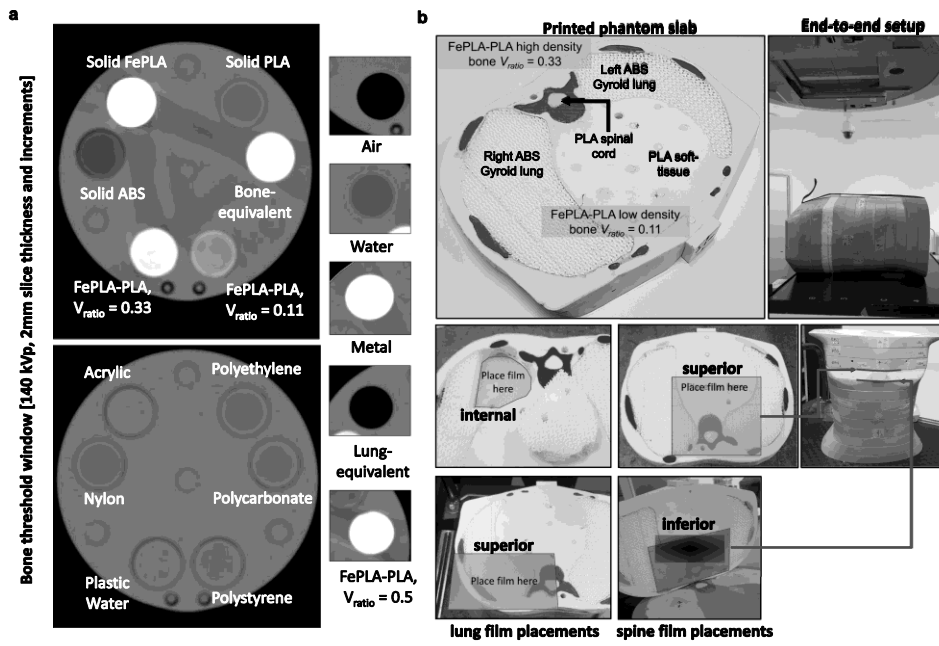 a
Bone threshold window [140 kVp, 2mm slice thickness and increments]
Solid FePLA
Solid PLA
Solid ABS
Bone-
equivalent
FePLA-PLA,
Vratio = 0.33
FePLA-PLA,
Vratio = 0.11
Acrylic
Polyethylene
Nylon
Polycarbonate
Plastic
Water
Polystyrene
Air
Water
Metal
Lung-
equivalent
FePLA-PLA,
Vratio = 0.5
b
Printed phantom slab
End-to-end setup
FePLA-PLA high density
bone Vratio = 0.33
Left ABS
Gyroid lung
PLA spinal
cord
Right ABS
Gyroid lung
PLA soft-
tissue
FePLA-PLA low density
bone Vratio = 0.11
Place film
here
internal
superior
Place film here
superior
Place film here
inferior
lung film placements
spine film placements